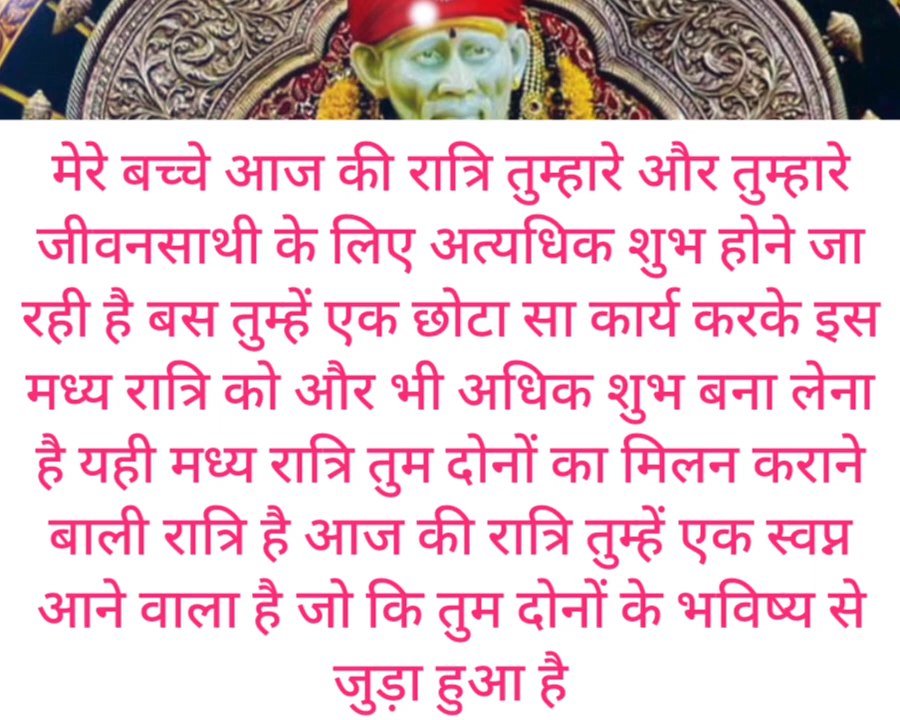 मेरे बच्चे आज की रात्रि तुम्हारे और तुम्हारे
जीवनसाथी के लिए अत्यधिक शुभ होने जा
रही है बस तुम्हें एक छोटा सा कार्य करके इस
मध्य रात्रि को और भी अधिक शुभ बना लेना
है यही मध्य रात्रि तुम दोनों का मिलन कराने
बाली रात्रि है आज की रात्रि तुम्हें एक स्वप्न
आने वाला है जो कि तुम दोनों के भविष्य से
जुड़ा हुआ है